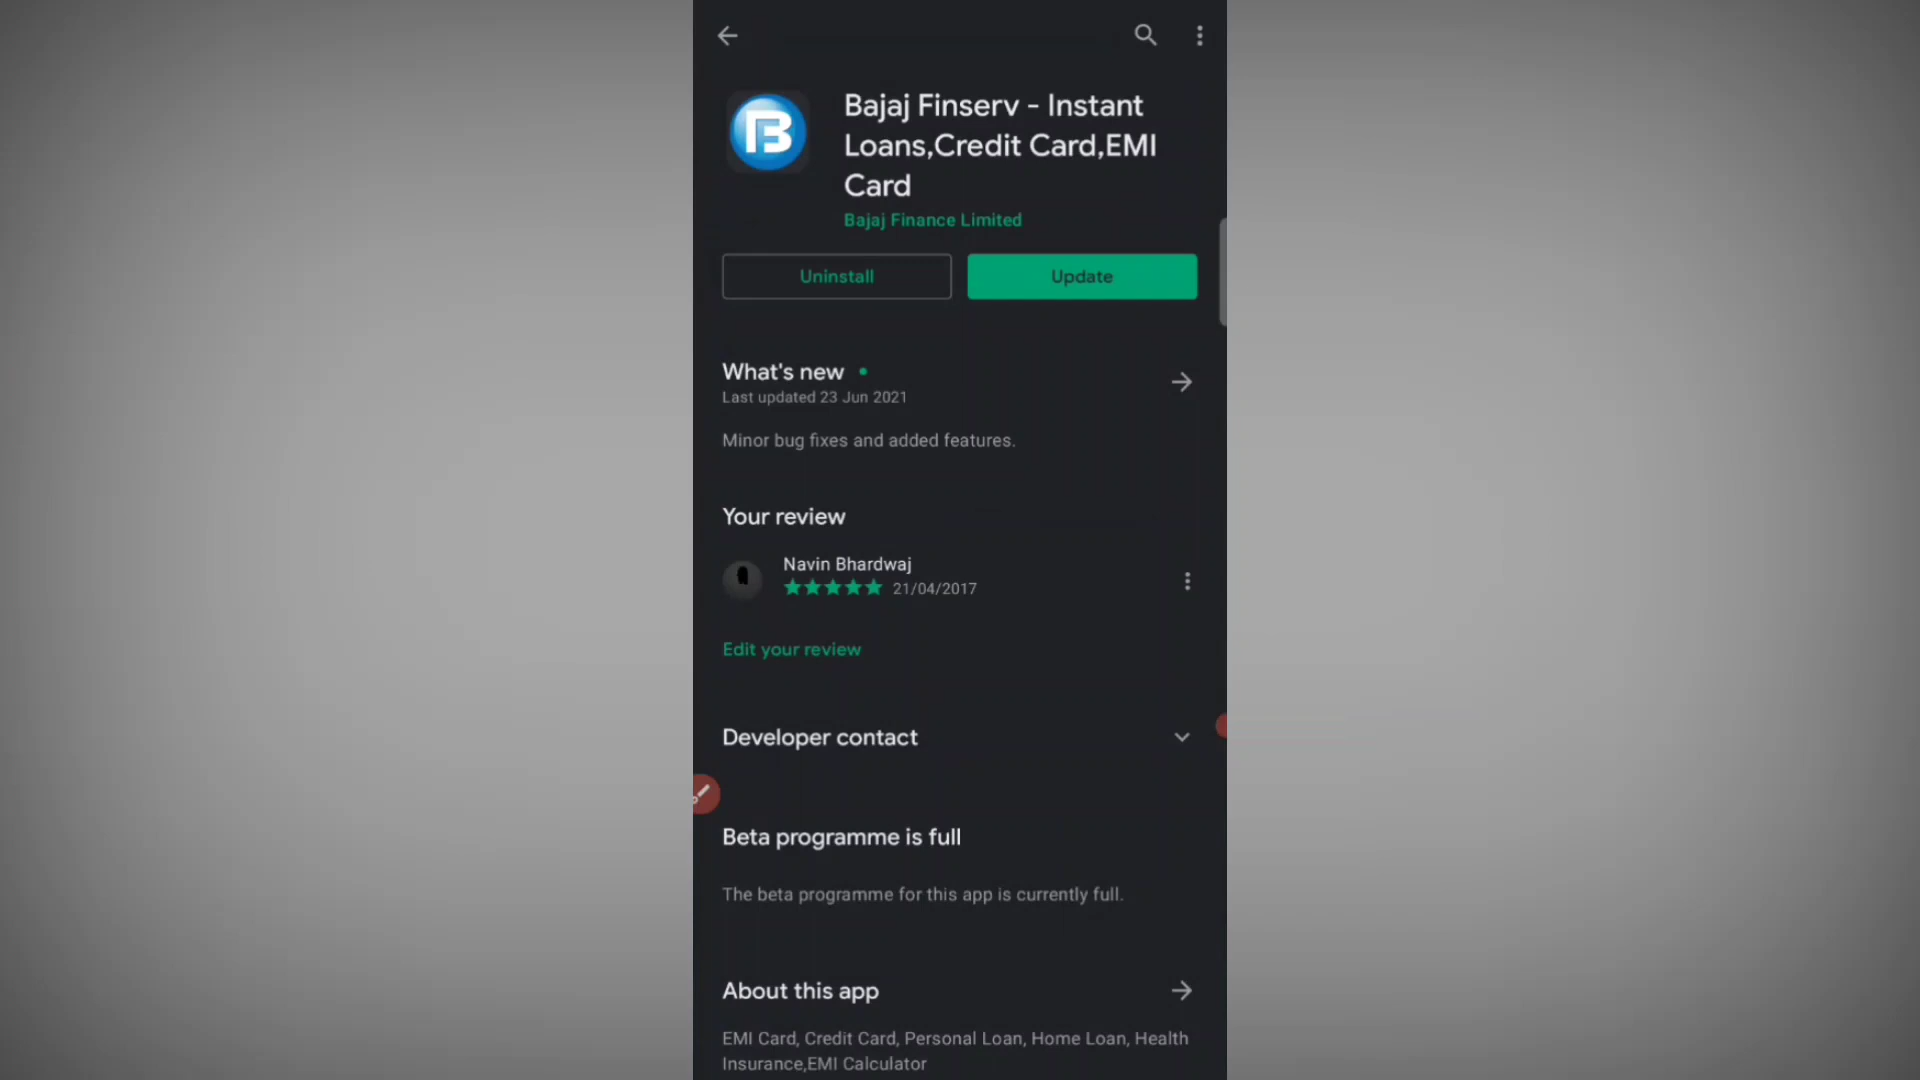 Bajaj Finserv - Instant
Loans,Credit Card,EMI
Card
Bajaj Finance Limited
Uninstall
Update
What's new
Last updated 23 Jun 2021
Minor bug fixes and added features.
Your review
Navin Bhardwaj
21/04/2017
Edit your review
Developer contact
Beta programme is full
The beta programme for this app is currently full.
About this app
EMI Card, Credit Card, Personal Loan, Home Loan, Health
Insurance,EMI Calculator